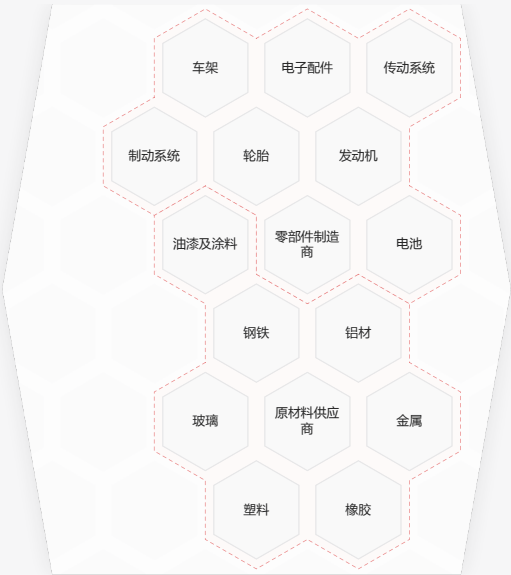 车架
电子配件
传动系统
制动系统
轮胎
发动机
油漆及涂料
零部件制造
商
电池
钢铁
铝材
玻璃
原材料供应
商
金属
塑料
橡胶